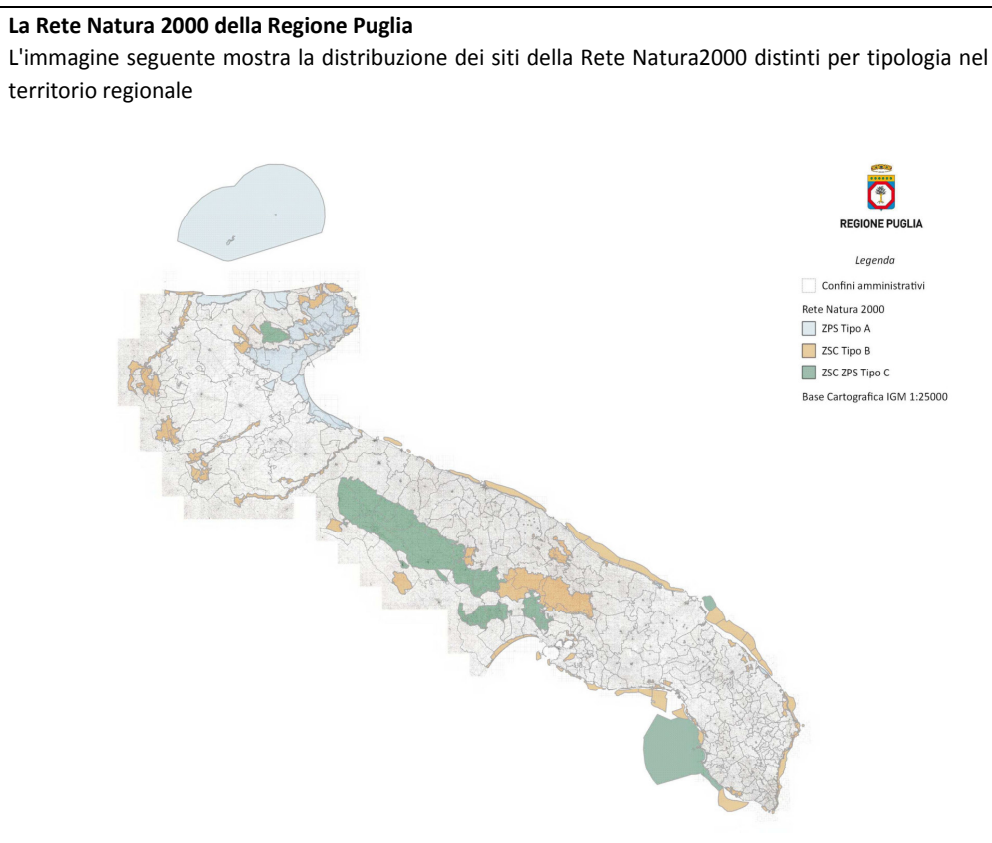 La Rete Natura 2000 della Regione Puglia
L'immagine seguente mostra la distribuzione dei siti della Rete Natura2000 distinti per tipologia nel
territorio regionale
REGIONE PUGLIA
Legenda
Confini amministrativi
Rete Natura 2000
ZPS Tipo A
ZSC Tipo B
ZSC ZPS Tipo C
Base Cartografica IGM 1:25000